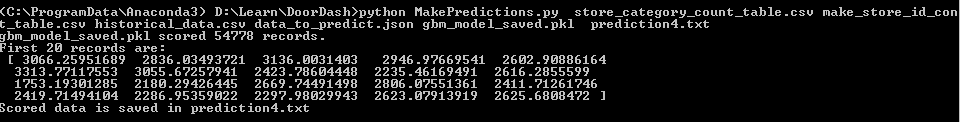 (C:\ProgramData\Anaconda3) D:\Learn\DoorDash>python MakePredictions.py  store_category_count_table.csv make_store_id_con
gbm_model_saved.csv historical_data.csv data_to_predict.json gbm_model_saved.pkl  prediction4.txt
gbm_model_saved.pkl scored 54778 records.
First 20 records are:
[ 3066.25951689  2836.03493721  3136.0031403   2946.97669541  2602.90886164
3313.77117553  3055.67257941  2423.78604448  2235.46169491  2616.2855599
1753.19301285  2180.29426445  2669.74491498  2806.07551361  2411.71261746
2419.71494104  2286.95359022  2297.98029943  2623.07913919  2625.6808472 ]
Scored data is saved in prediction4.txt